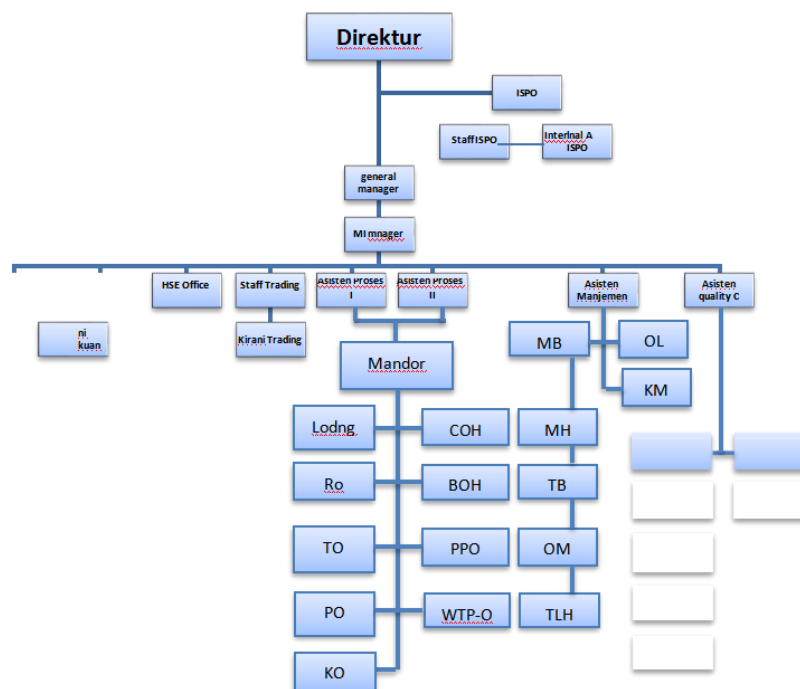 Direktur
ISPO
Staff ISPO
Interlnal A
ISPO
general
manager
MI mnager
HSE Office
Staff Trading
Asisten Proses
I
Asisten Proses
II
Asisten
Manjemen
Asisten
quality C
ni
kuan
Kirani Trading
Mandor
MB
OL
KM
Lodng
COH
MH
Ro
BOH
TB
TO
PPO
OM
PO
WTP-O
TLH
KO